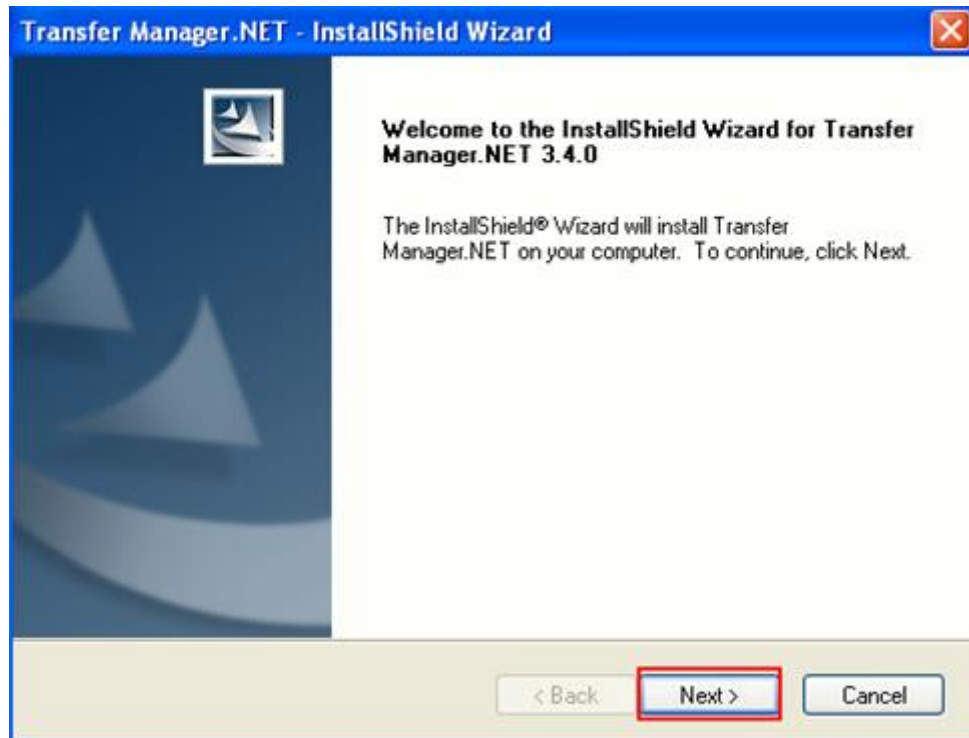 Transfer Manager.NET - InstallShield Wizard
Welcome to the InstallShield Wizard for Transfer
Manager.NET 3.4.0
The InstallShield® Wizard will install Transfer
Manager.NET on your computer. To continue, click Next.
< Back Next > Cancel